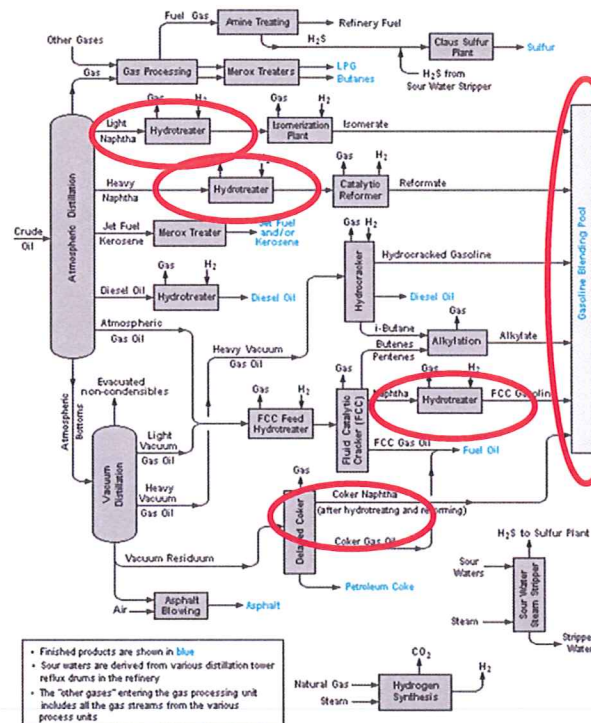 Fuel Gas
Amine Treating
Refinery Fuel
Other Gases
H2S
Claus Sulfur
Plant
Sulfur
Gas
Gas Processing
Merox Treaters
LPG
Butanes
H2S from
Sour Water Stripper
Gas
H2
Gas
H2
Light
Naphtha
Hydrotreater
Isomerization
Plant
Isomerate
Gas
Gas
H2
Heavy
Naphtha
Hydrotreater
Catalytic
Reformer
Reformate
Atmospheric Distillation
Crude
Oil
Jet Fuel
Kerosene
Merox Treater
Jet Fuel
and/or
Kerosene
Gas
H2
Hydrocracker
Hydrocracked Gasoline
Diesel Oil
Gasoline Blending Pool
Gas
H2
Diesel Oil
Hydrotreater
Diesel Oil
Atmospheric
Gas Oil
i-Butane
Gas
Butenes
Pentenes
Alkylation
Alkylate
Heavy Vacuum
Gas Oil
Evacuated
non-condensibles
Atmospheric
Bottoms
Gas
H2
FCC Feed
Hydrotreater
Fluid Catalytic
Cracker (FCC)
Naphtha
Gas
H2
Hydrotreater
FCC Gasoline
FCC Gas Oil
Fuel Oil
Vacuum
Distillation
Light
Vacuum
Gas Oil
Heavy
Vacuum
Gas Oil
Gas
Delayed Coker
Coker Naphtha
(after hydrotreatng and reforming)
Coker Gas Oil
Petroleum Coke
Vacuum Residuum
Air
Asphalt
Blowing
Asphalt
H2S to Sulfur Plant
Sour
Waters
Sour Water
Steam Stripper
Steam
Stripped
Water
CO2
Natural Gas
Steam
Hydrogen
Synthesis
H2
• Finished products are shown in blue
• Sour waters are derived from various distillation tower
reflux drums in the refinery
• The "other gases" entering the gas processing unit
includes all the gas streams from the various
process units